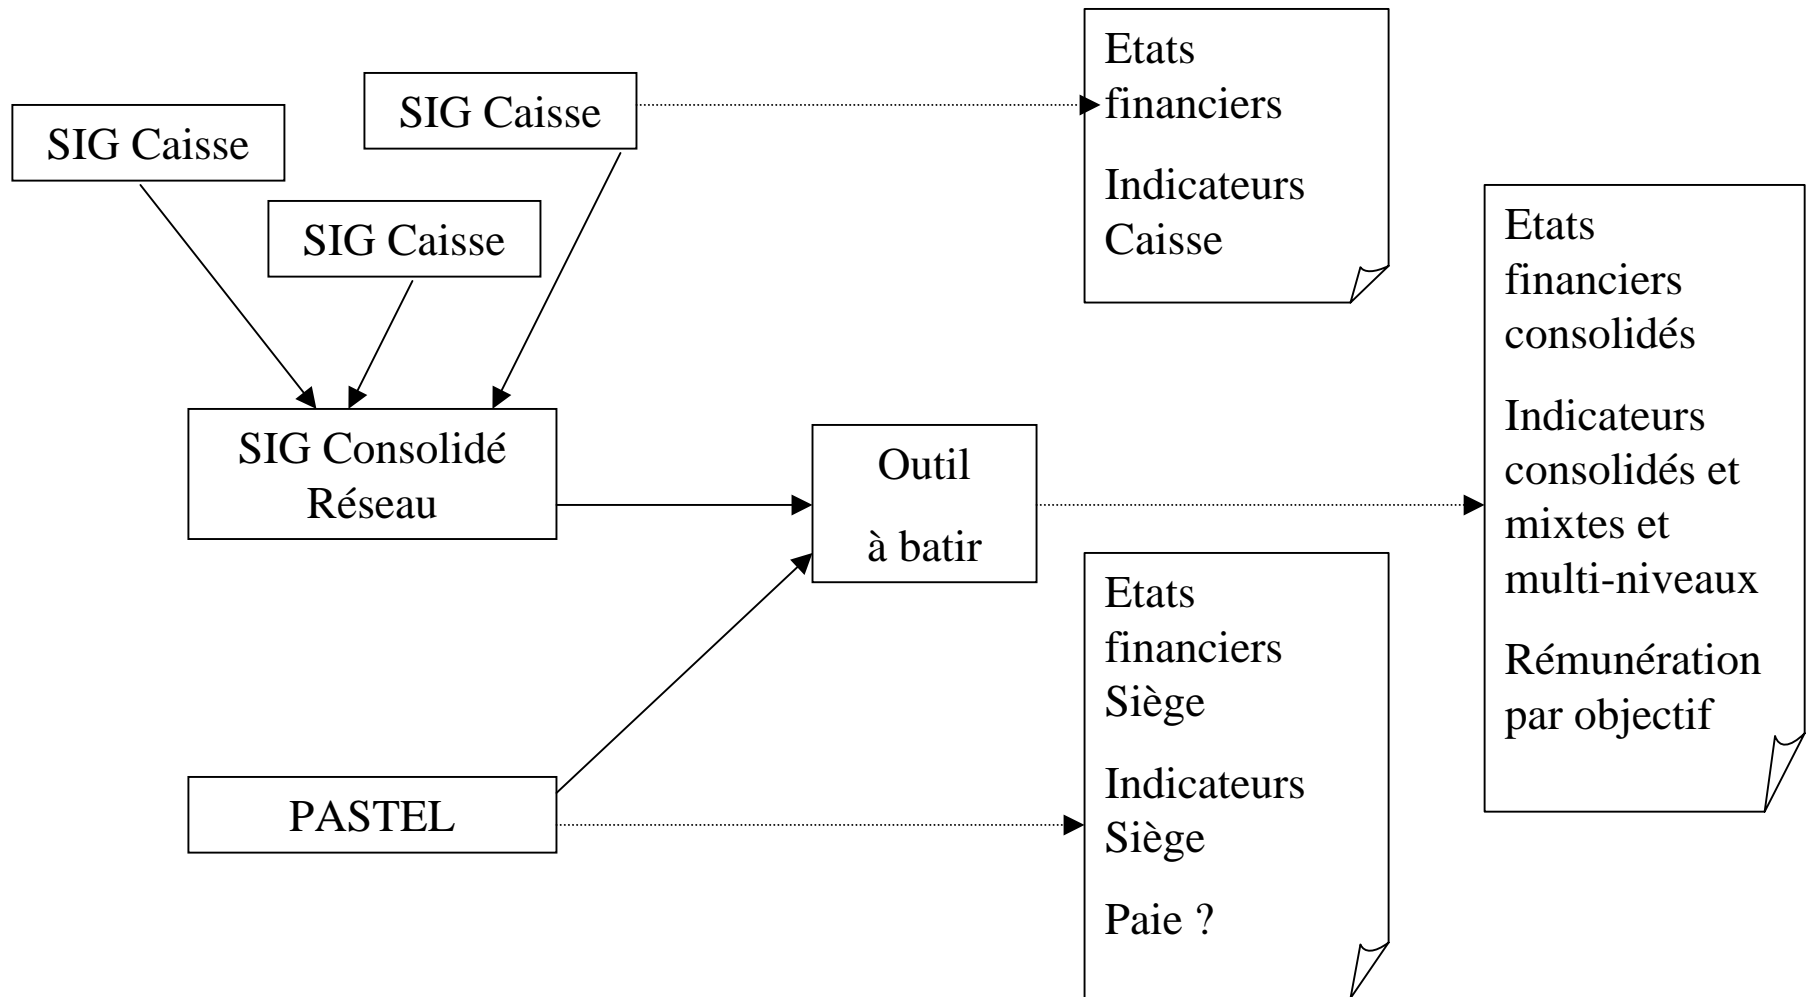 SIG Caisse
SIG Caisse
SIG Caisse
Etats
financiers
Indicateurs
Caisse
SIG Consolidé
Réseau
Outil
à batir
PASTEL
Etats
financiers
Siège
Indicateurs
Siège
Paie ?
Etats
financiers
consolidés
Indicateurs
consolidés et
mixtes et
multi-niveaux
Rémunération
par objectif